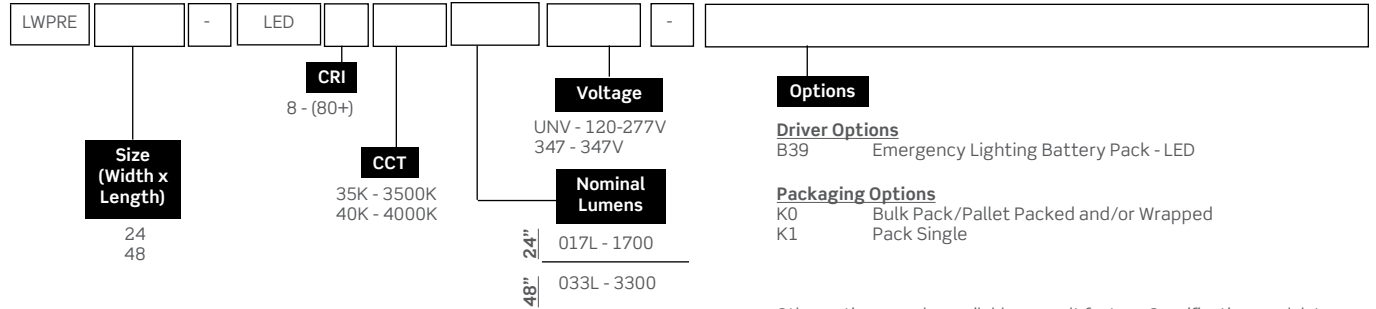 LWPRE - LED -
CRI
8 - (80+)
Size
(Width x
Length)
24
48
CCT
35K - 3500K
40K - 4000K
Voltage
UNV - 120-277V
347 - 347V
Nominal
Lumens
24" 017L - 1700
48" 033L - 3300
Options
Driver Options
B39 Emergency Lighting Battery Pack - LED
Packaging Options
K0 Bulk Pack/Pallet Packed and/or Wrapped
K1 Pack Single